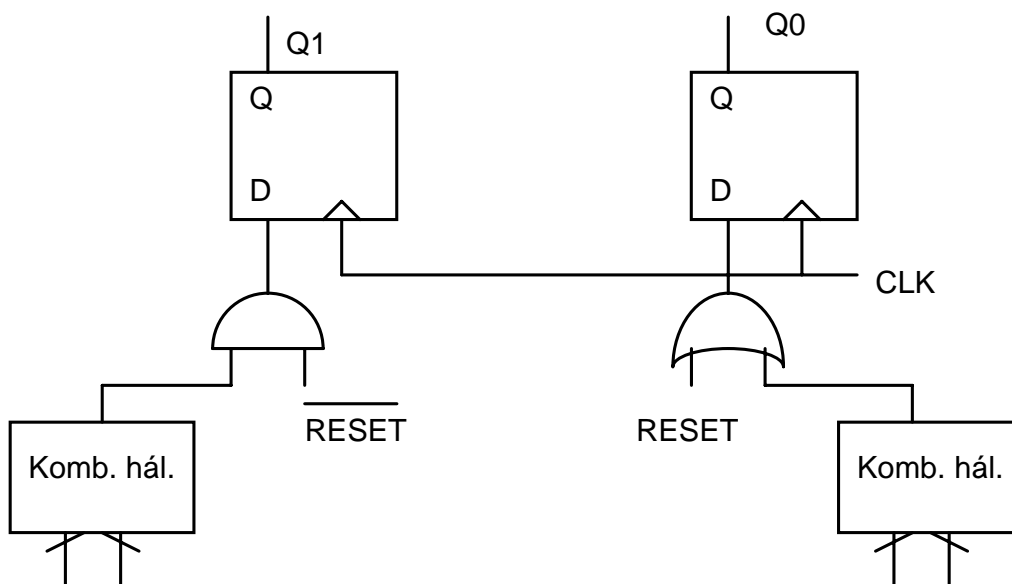 Q1
Q0
Q
Q
D
D
CLK
RESET
RESET
Komb. hál.
Komb. hál.